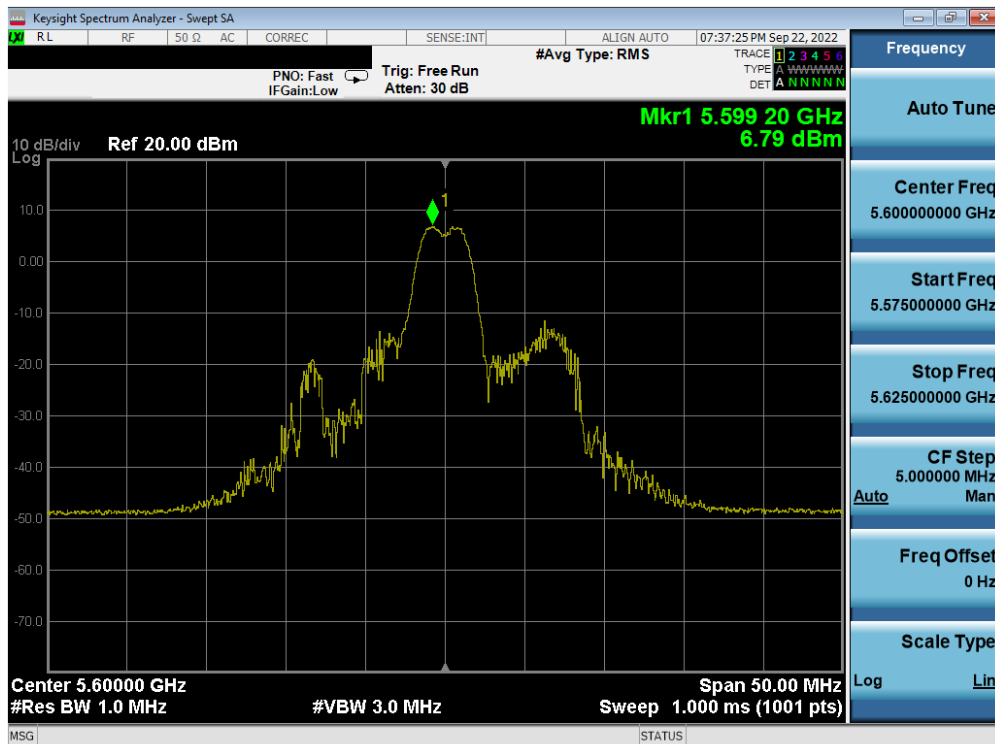 Keysight Spectrum Analyzer - Swept SA
LXI RL RF 50 Ω AC CORREC SENSE:INT ALIGN AUTO 07:37:25 PM Sep 22, 2022
#Avg Type: RMS
TRACE 1 2 3 4 5 6
TYPE A WWWWW
DET A N N N N N
PNO: Fast
IFGain:Low
Trig: Free Run
Atten: 30 dB
Mkr1 5.599 20 GHz
6.79 dBm
10 dB/div
Log
Ref 20.00 dBm
1
10.0
0.00
-10.0
-20.0
-30.0
-40.0
-50.0
-60.0
-70.0
Center 5.60000 GHz
Span 50.00 MHz
#Res BW 1.0 MHz
#VBW 3.0 MHz
Sweep 1.000 ms (1001 pts)
MSG
STATUS
Frequency
Auto Tune
Center Freq
5.600000000 GHz
Start Freq
5.575000000 GHz
Stop Freq
5.625000000 GHz
CF Step
5.000000 MHz
Auto Man
Freq Offset
0 Hz
Scale Type
Log Lin